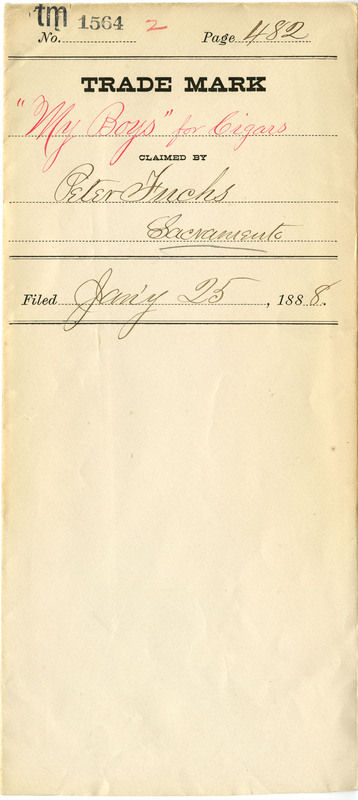 tm 1564 2
No. Page 482
TRADE MARK
"My Boys" for Cigars
CLAIMED BY
Peter Fuchs
Sacramento
Filed Jan'y 25, 1888.